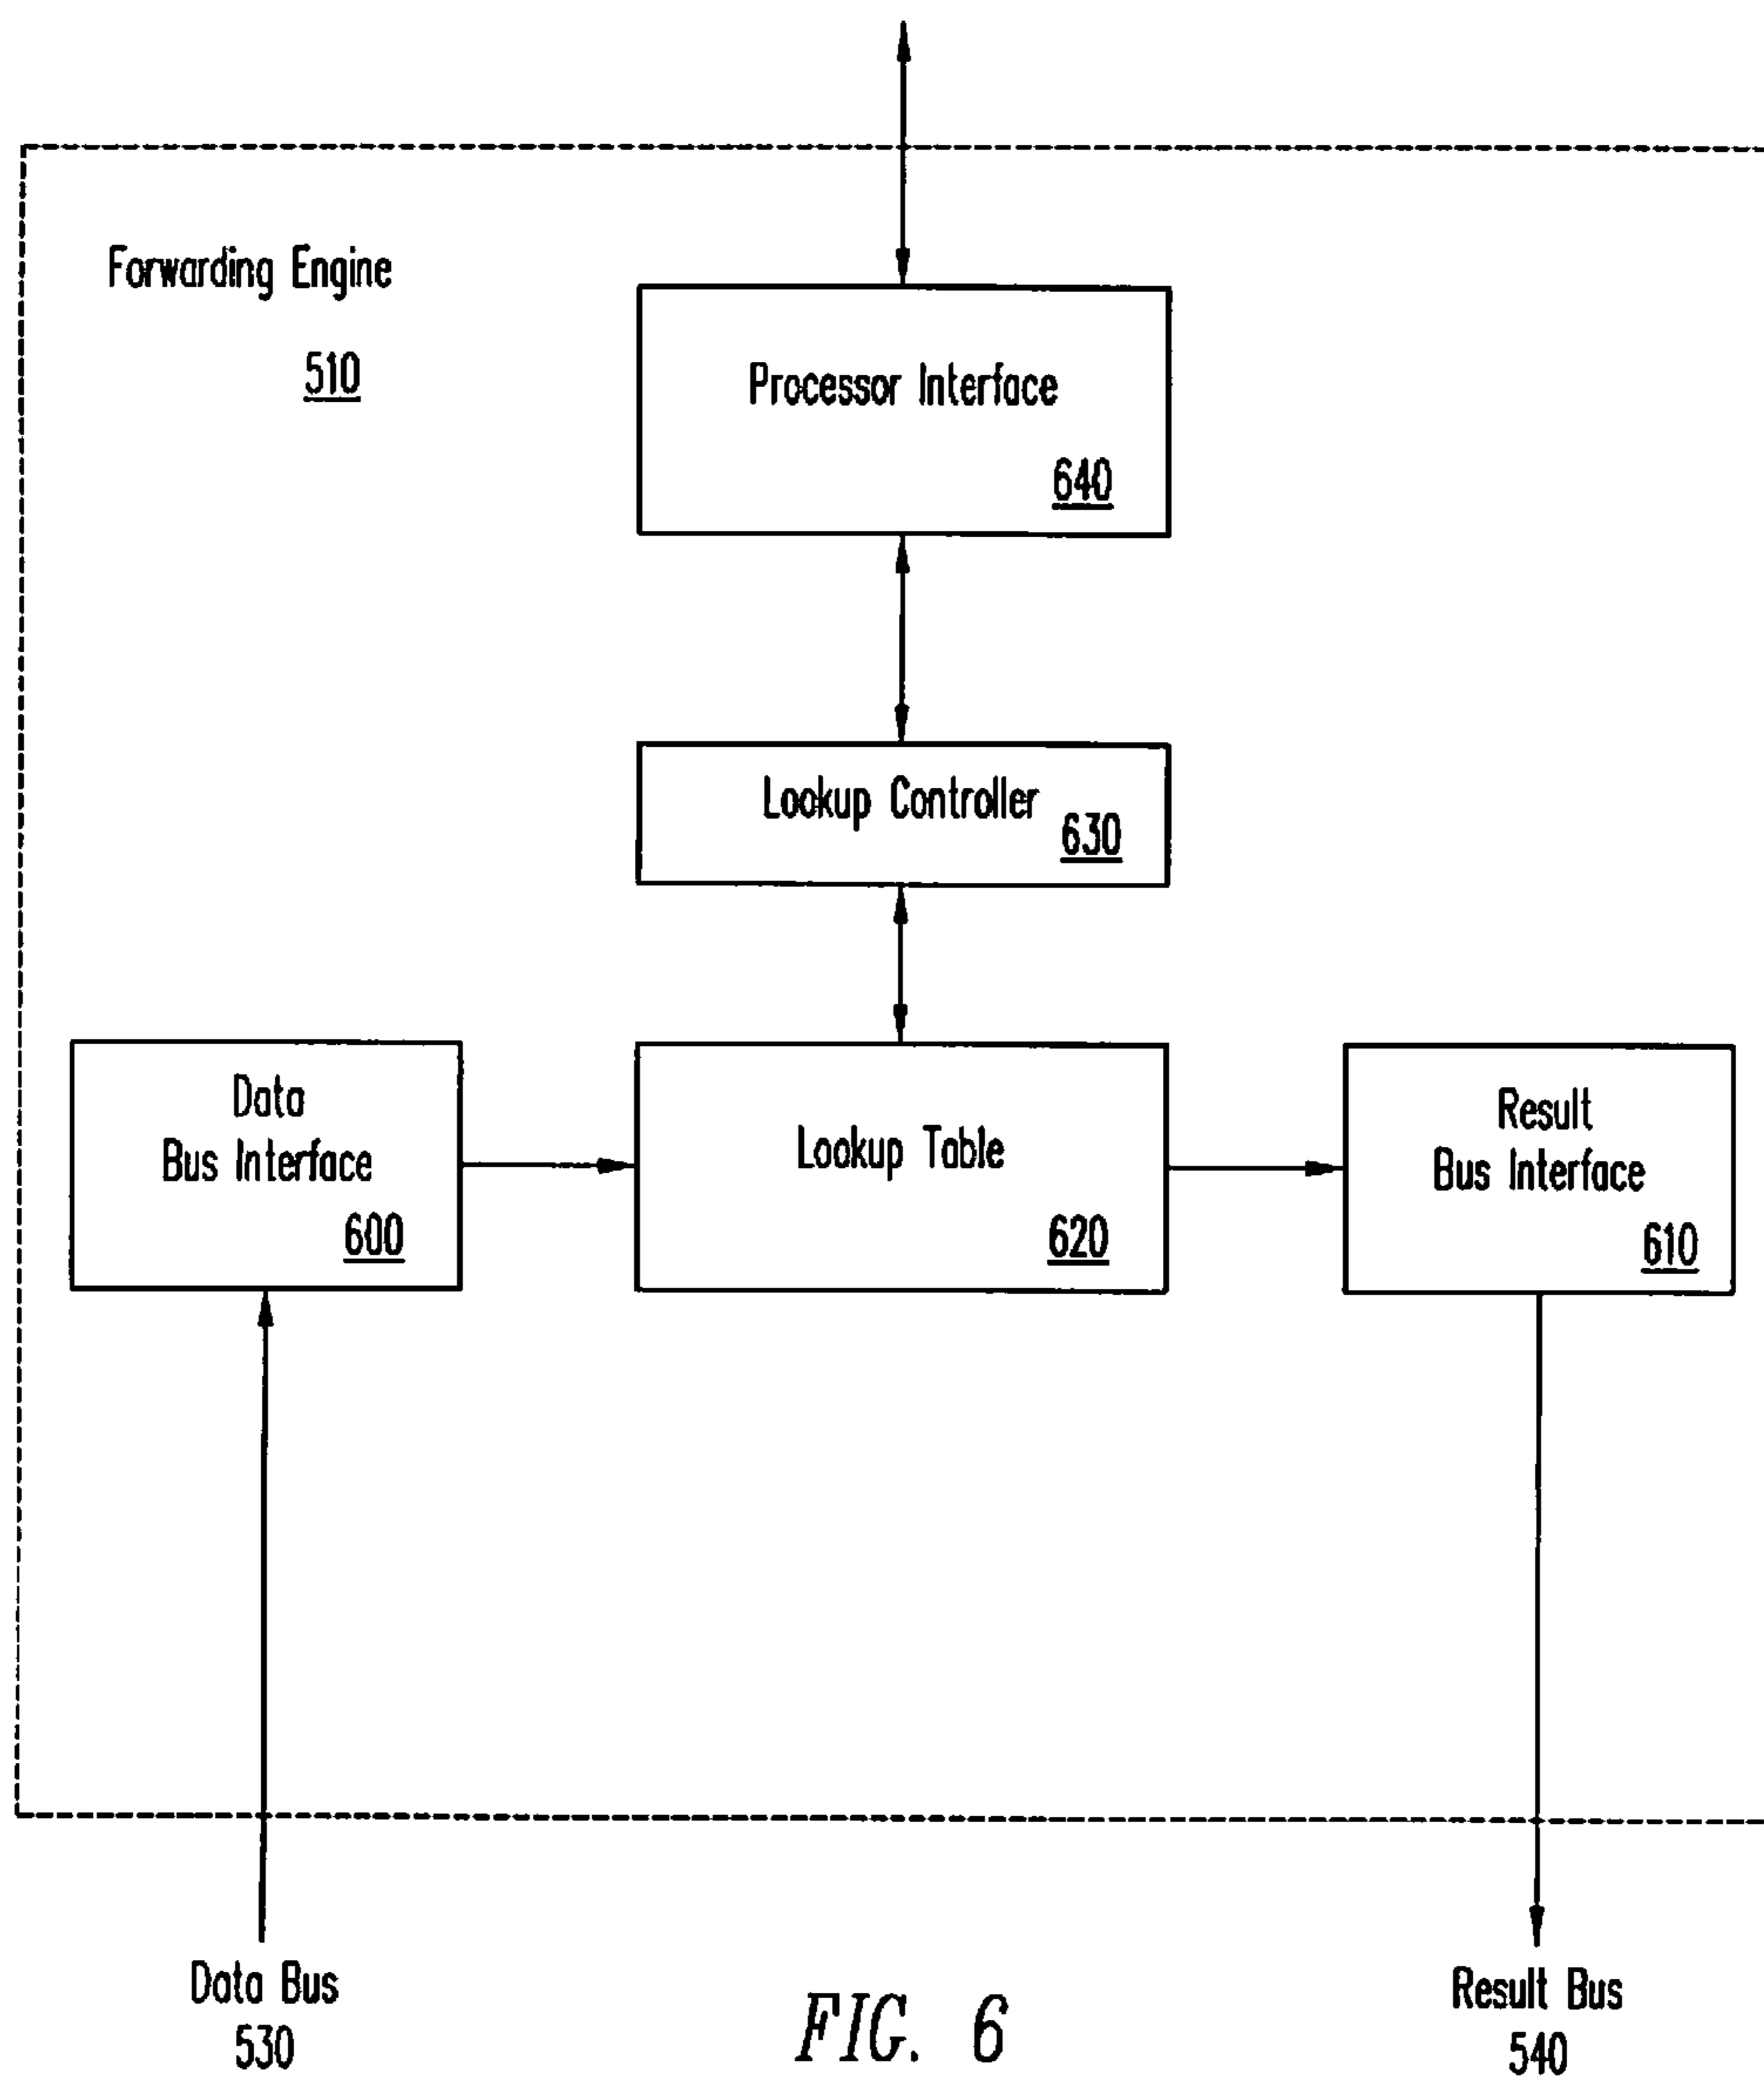 Forwarding Engine
510
Processor Interface
640
Lookup Controller
630
Data
Bus Interface
600
Lookup Table
620
Result
Bus Interface
610
Data Bus
530
FIG. 6
Result Bus
540